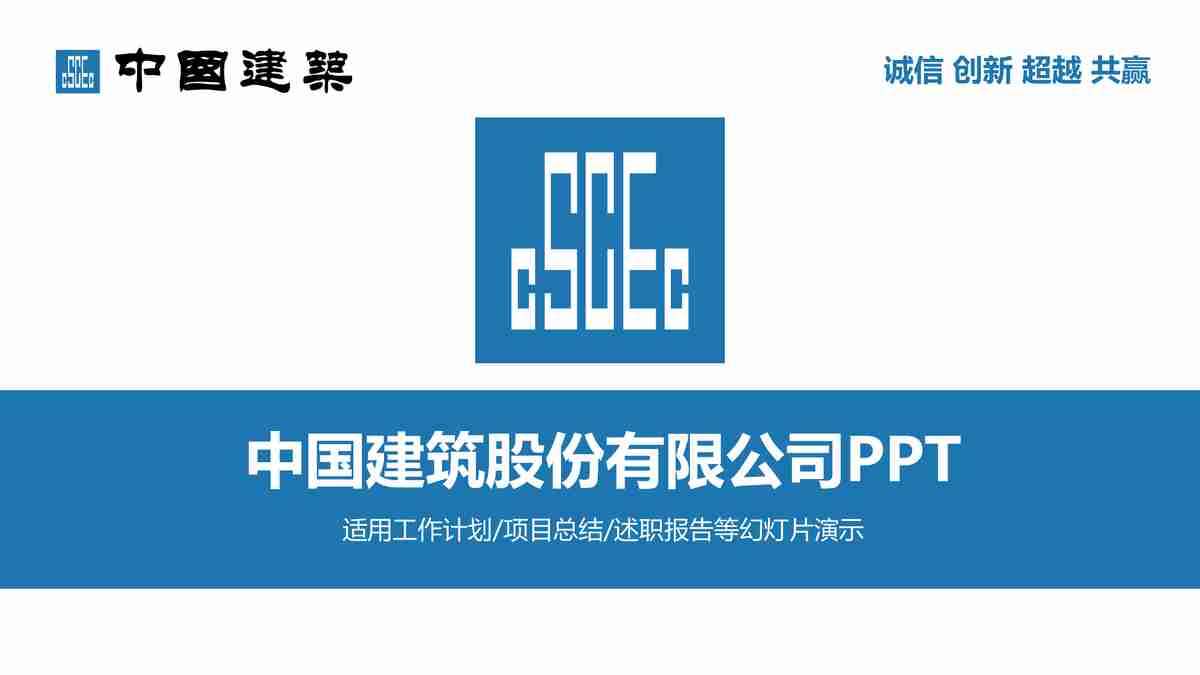 cSCEc 中國建築
诚信 创新 超越 共赢
cSCEc
中国建筑股份有限公司PPT
适用工作计划/项目总结/述职报告等幻灯片演示